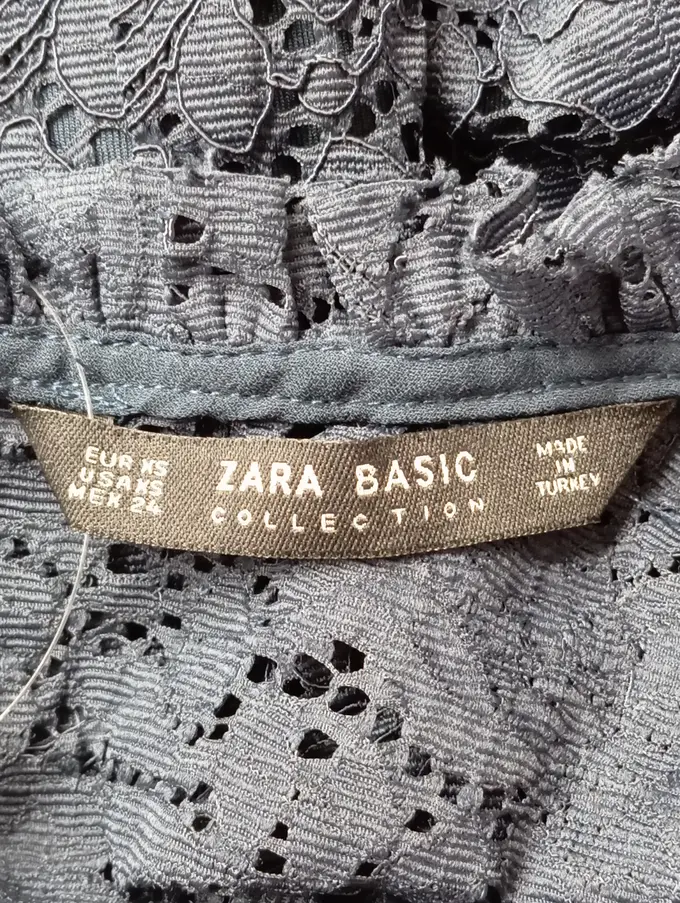 EUR XS
USA XS
MEX 24
ZARA BASIC
COLLECTION
MADE
IN
TURKEY